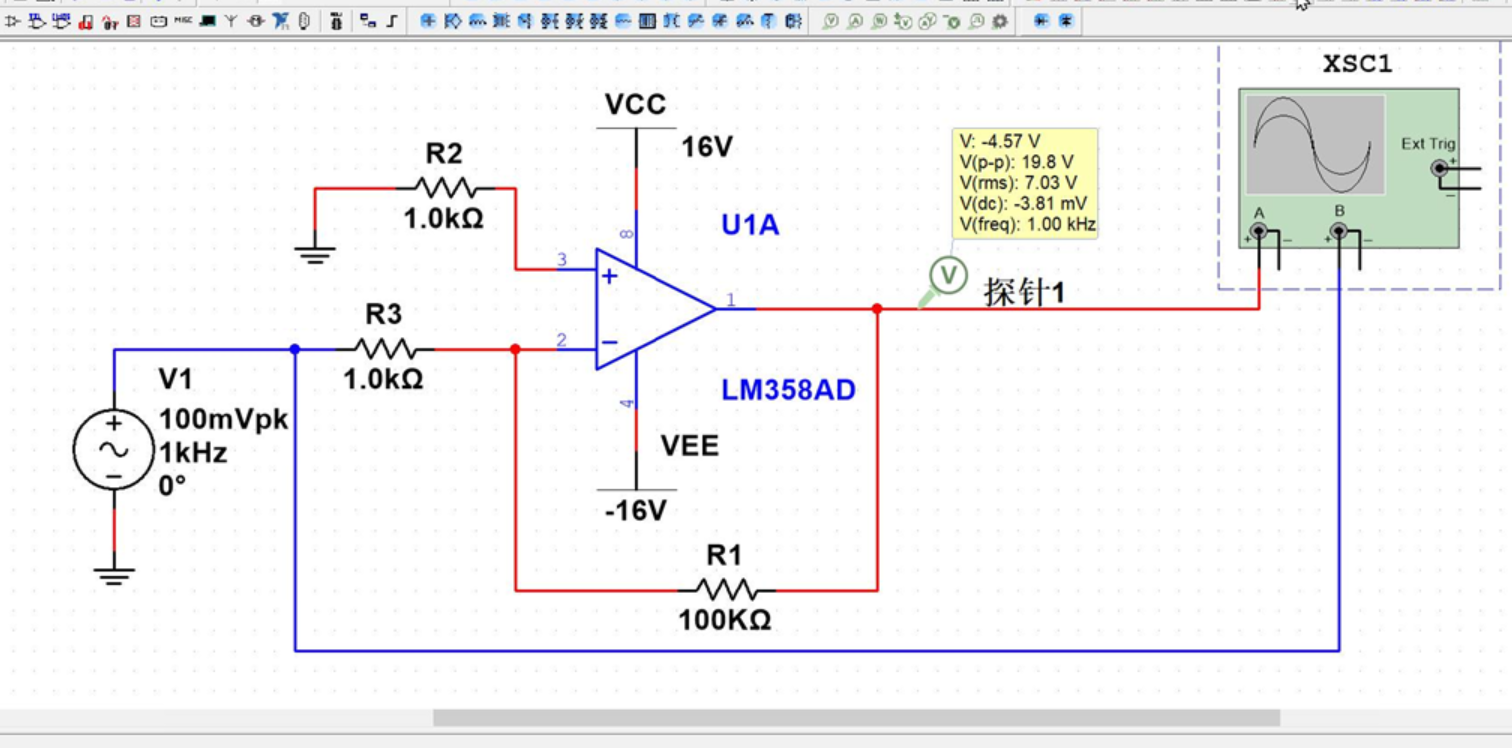 MISC
XSC1
VCC
16V
V: -4.57 V
V(p-p): 19.8 V
V(rms): 7.03 V
V(dc): -3.81 mV
V(freq): 1.00 kHz
Ext Trig
+
−
R2
1.0kΩ
U1A
A
B
+
−
+
−
8
3
+
V
探针1
1
R3
1.0kΩ
2
−
4
LM358AD
V1
100mVpk
1kHz
0°
+
−
VEE
-16V
R1
100KΩ